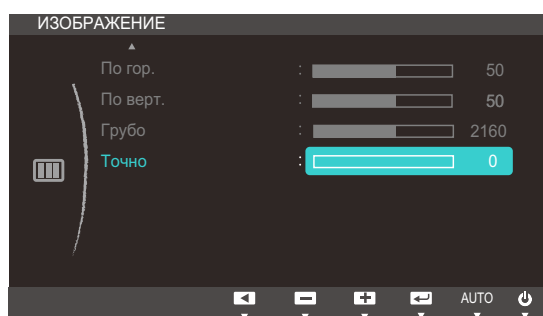 ИЗОБРАЖЕНИЕ
По гор. : 50
По верт. : 50
Грубо : 2160
Точно : 0
AUTO